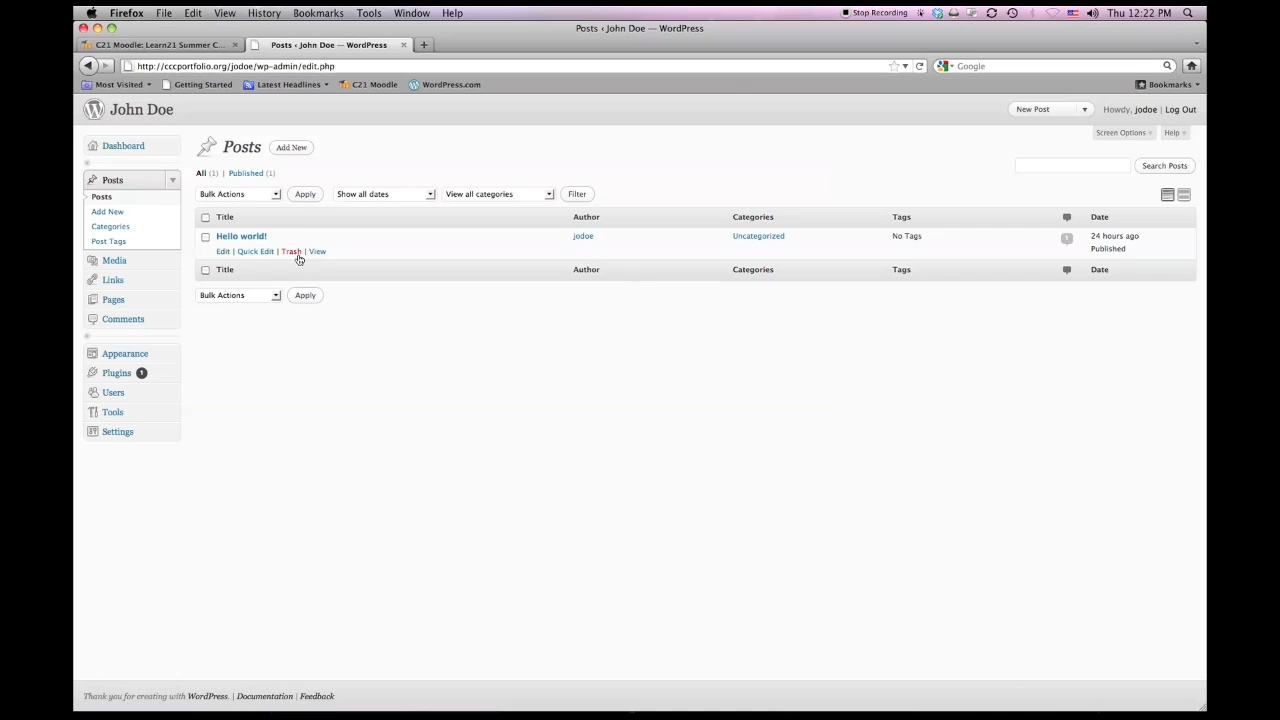 Firefox File Edit View History Bookmarks Tools Window Help Stop Recording Thu 12:22 PM
Posts ‹ John Doe — WordPress
C21 Moodle: Learn21 Summer C... Posts ‹ John Doe — WordPress
http://cccportfolio.org/jodoe/wp-admin/edit.php Google
Most Visited Getting Started Latest Headlines C21 Moodle WordPress.com Bookmarks
John Doe New Post Howdy, jodoe | Log Out
Screen Options Help
Dashboard
Posts
Posts
Add New
Categories
Post Tags
Media
Links
Pages
Comments
Appearance
Plugins 1
Users
Tools
Settings
Posts Add New
All (1) | Published (1)
Search Posts
Bulk Actions Apply Show all dates View all categories Filter
Title Author Categories Tags Date
Hello world! jodoe Uncategorized No Tags 1 24 hours ago
Edit | Quick Edit | Trash | View Published
Title Author Categories Tags Date
Bulk Actions Apply
Thank you for creating with WordPress. | Documentation | Feedback